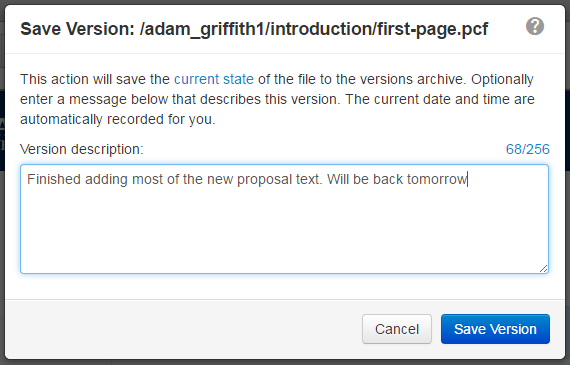 Save Version: /adam_griffith1/introduction/first-page.pcf
?
This action will save the current state of the file to the versions archive. Optionally
enter a message below that describes this version. The current date and time are
automatically recorded for you.
Version description: 68/256
Finished adding most of the new proposal text. Will be back tomorrow
Cancel Save Version